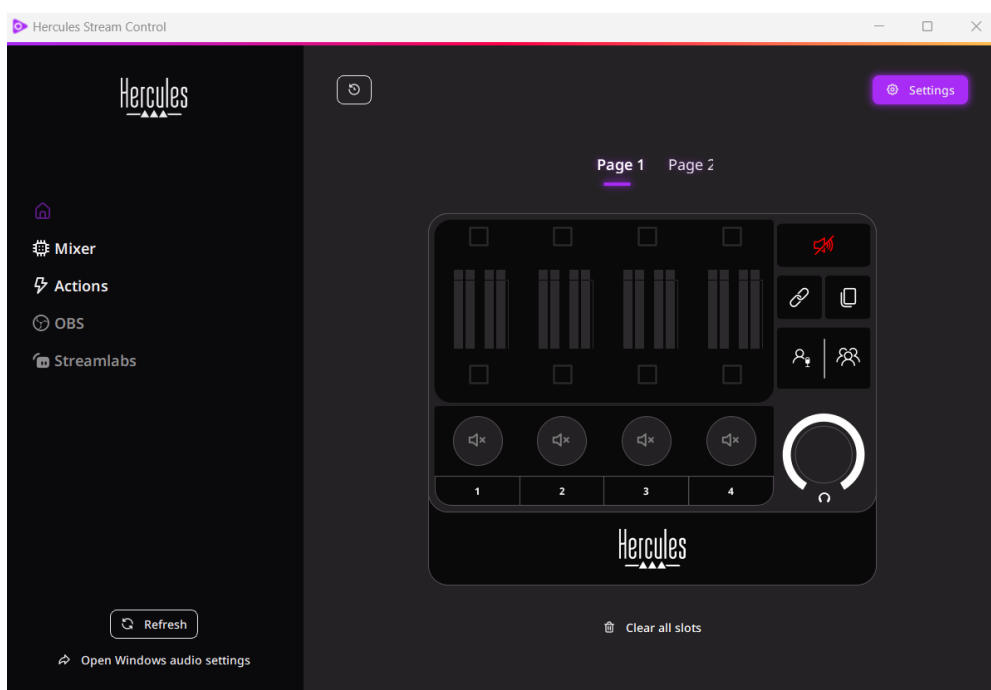 Hercules Stream Control
Hercules
Settings
Page 1
Page 2
Mixer
Actions
OBS
Streamlabs
1
2
3
4
Hercules
Refresh
Clear all slots
Open Windows audio settings